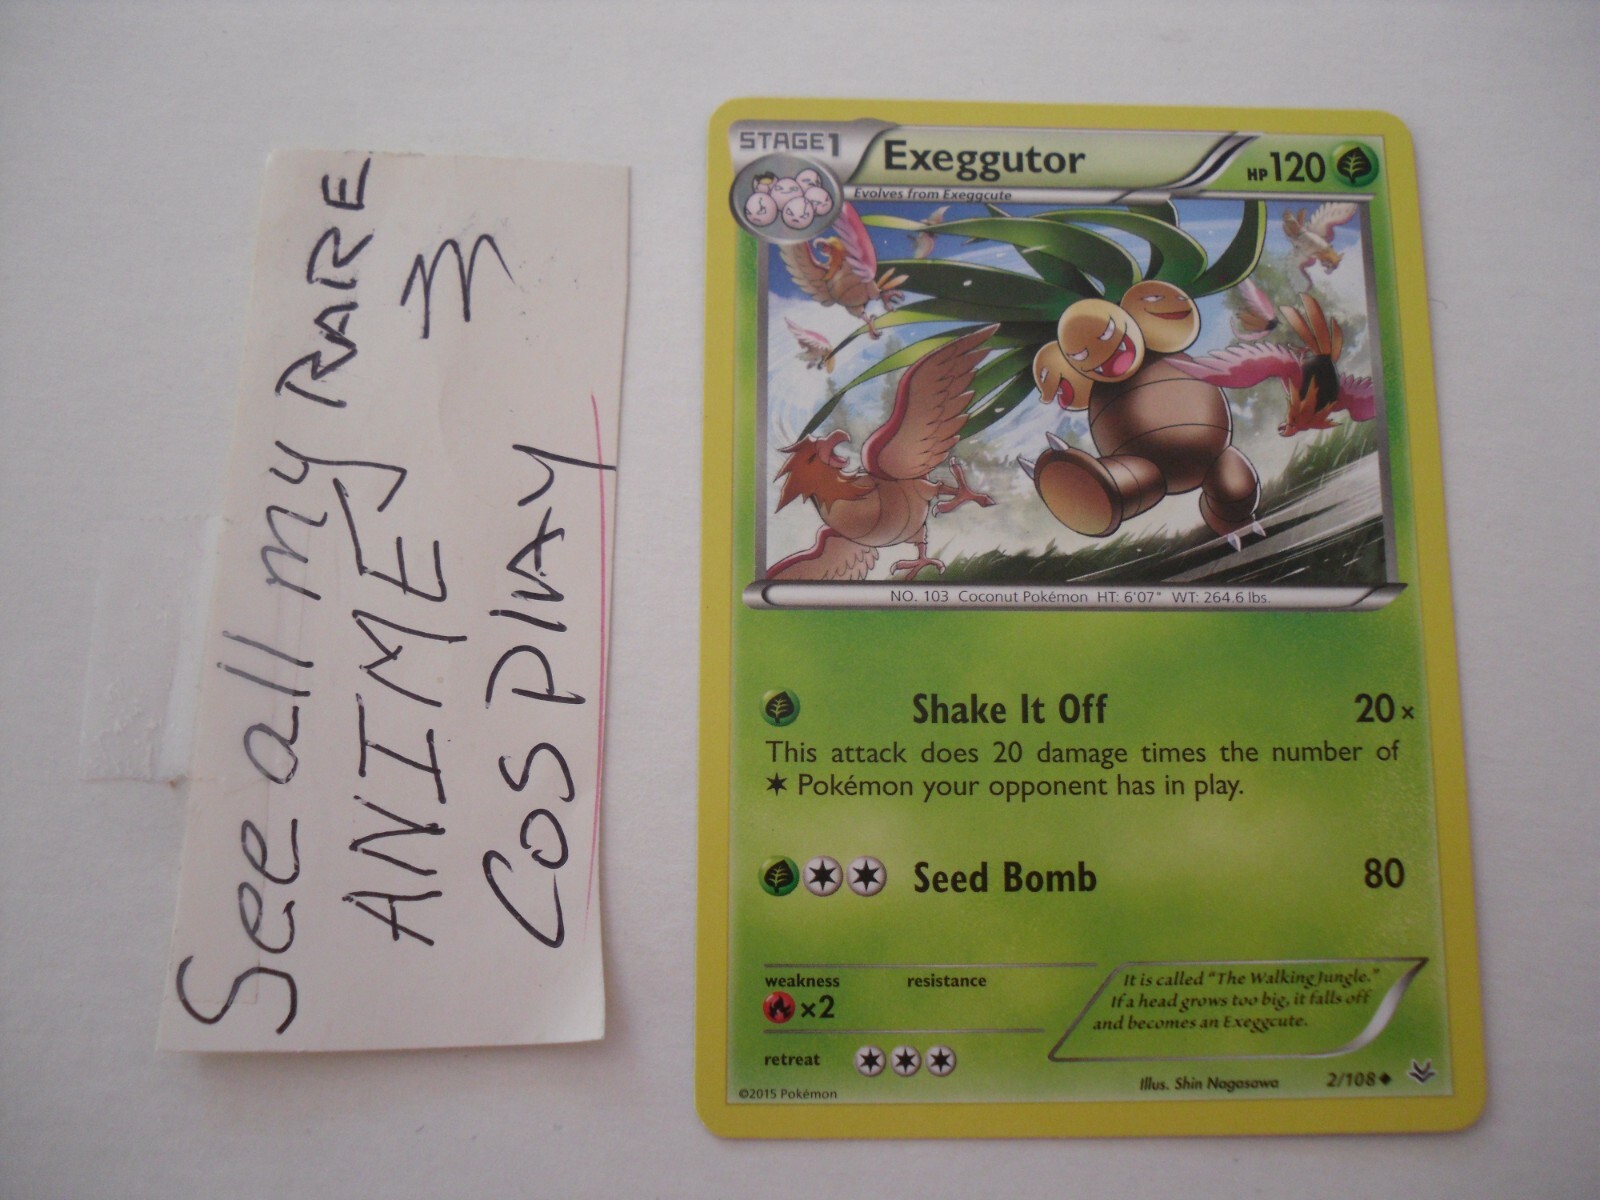 See all my RARE
ANIME m
COSPLAY
STAGE1
Exeggutor
HP120
Evolves from Exeggcute
NO. 103 Coconut Pokémon HT: 6'07" WT: 264.6 lbs.
Shake It Off 20×
This attack does 20 damage times the number of
Pokémon your opponent has in play.
Seed Bomb 80
weakness resistance
×2
retreat
It is called “The Walking Jungle.”
If a head grows too big, it falls off
and becomes an Exeggcute.
Illus. Shin Nagasawa 2/108
©2015 Pokémon